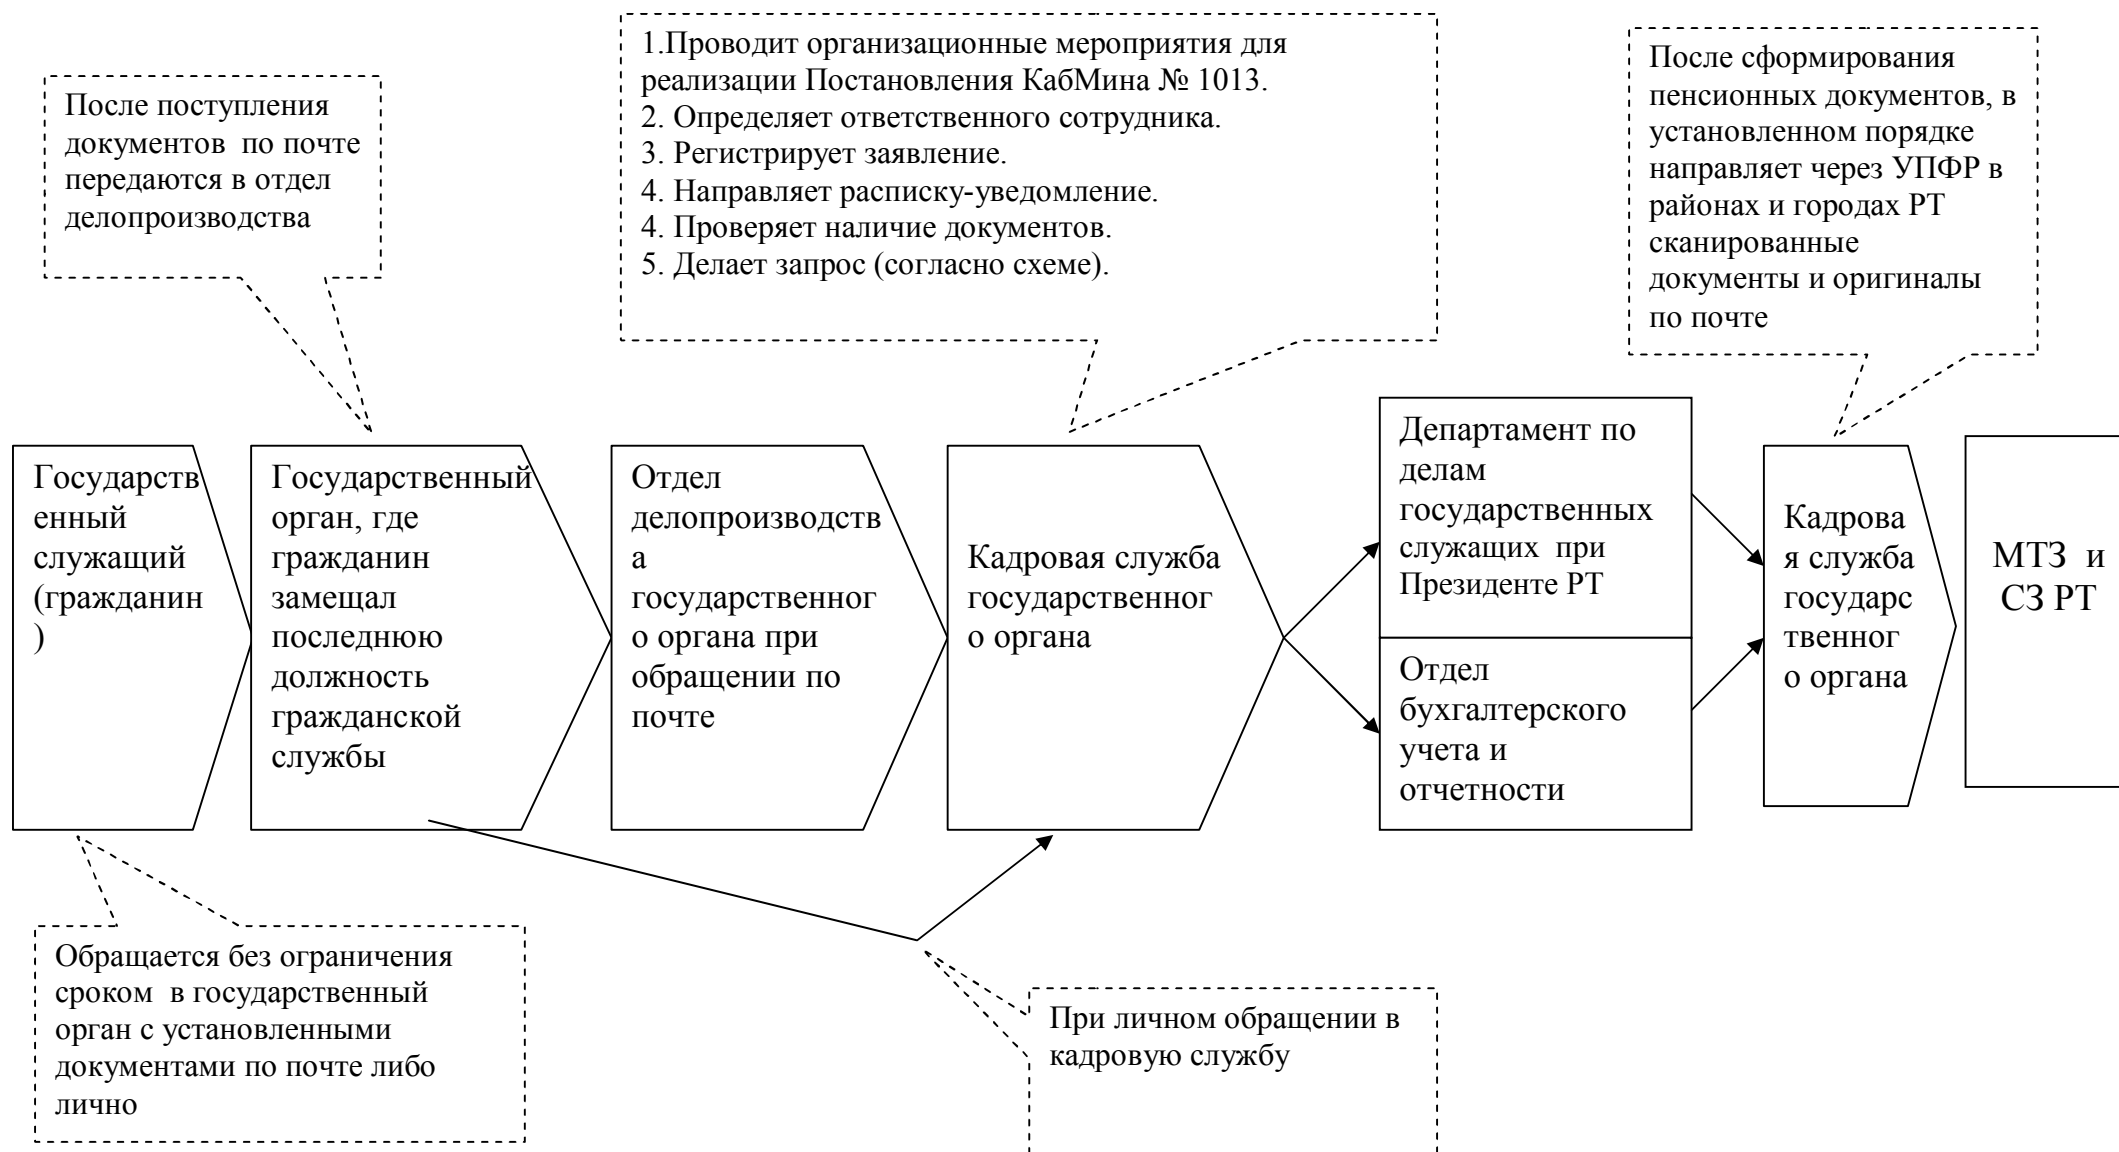 После поступления
документов по почте
передаются в отдел
делопроизводства
1.Проводит организационные мероприятия для
реализации Постановления КабМина № 1013.
2. Определяет ответственного сотрудника.
3. Регистрирует заявление.
4. Направляет расписку-уведомление.
4. Проверяет наличие документов.
5. Делает запрос (согласно схеме).
После сформирования
пенсионных документов, в
установленном порядке
направляет через УПФР в
районах и городах РТ
сканированные
документы и оригиналы
по почте
Государств
енный
служащий
(гражданин
)
Государственный
орган, где
гражданин
замещал
последнюю
должность
гражданской
службы
Отдел
делопроизводств
а
государственног
о органа при
обращении по
почте
Кадровая служба
государственног
о органа
Департамент по
делам
государственных
служащих при
Президенте РТ
Отдел
бухгалтерского
учета и
отчетности
Кадрова
я служба
государс
твенног
о органа
МТЗ и
СЗ РТ
Обращается без ограничения
сроком в государственный
орган с установленными
документами по почте либо
лично
При личном обращении в
кадровую службу